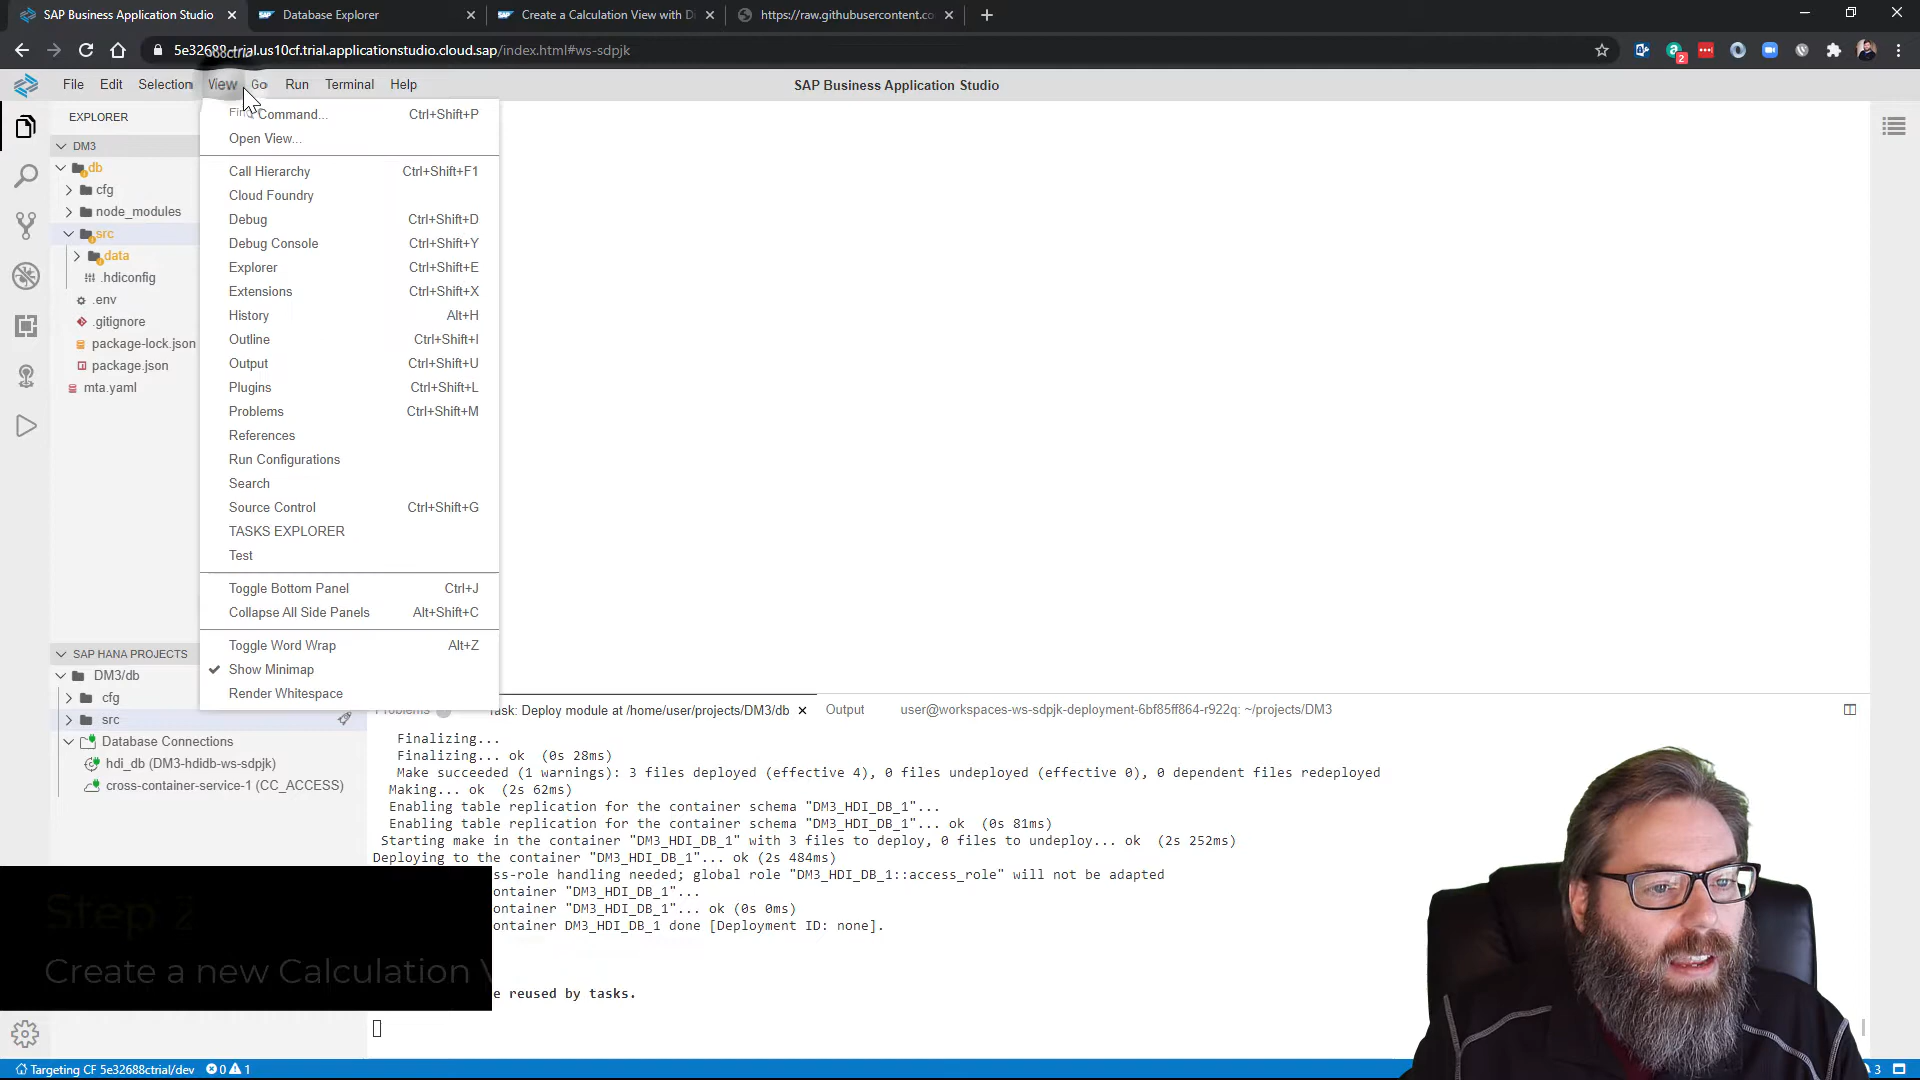 SAP Business Application Studio
Database Explorer
Create a Calculation View with D
https://raw.githubusercontent.co
5e32688ctrial.us10cf.trial.applicationstudio.cloud.sap/index.html#ws-sdpjk
2
File
Edit
Selection
View
Go
Run
Terminal
Help
SAP Business Application Studio
EXPLORER
DM3
db
cfg
node_modules
src
data
.hdiconfig
.env
.gitignore
package-lock.json
package.json
mta.yaml
Command... Ctrl+Shift+P
Open View...
Call Hierarchy Ctrl+Shift+F1
Cloud Foundry
Debug Ctrl+Shift+D
Debug Console Ctrl+Shift+Y
Explorer Ctrl+Shift+E
Extensions Ctrl+Shift+X
History Alt+H
Outline Ctrl+Shift+I
Output Ctrl+Shift+U
Plugins Ctrl+Shift+L
Problems Ctrl+Shift+M
References
Run Configurations
Search
Source Control Ctrl+Shift+G
TASKS EXPLORER
Test
Toggle Bottom Panel Ctrl+J
Collapse All Side Panels Alt+Shift+C
Toggle Word Wrap Alt+Z
Show Minimap
Render Whitespace
SAP HANA PROJECTS
DM3/db
cfg
src
Database Connections
hdi_db (DM3-hdidb-ws-sdpjk)
cross-container-service-1 (CC_ACCESS)
Problems
Task: Deploy module at /home/user/projects/DM3/db
Output
user@workspaces-ws-sdpjk-deployment-6bf85ff864-r922q: ~/projects/DM3
Finalizing...
Finalizing... ok (0s 28ms)
Make succeeded (1 warnings): 3 files deployed (effective 4), 0 files undeployed (effective 0), 0 dependent files redeployed
Making... ok (2s 62ms)
Enabling table replication for the container schema "DM3_HDI_DB_1"...
Enabling table replication for the container schema "DM3_HDI_DB_1"... ok (0s 81ms)
Starting make in the container "DM3_HDI_DB_1" with 3 files to deploy, 0 files to undeploy... ok (2s 252ms)
Deploying to the container "DM3_HDI_DB_1"... ok (2s 484ms)
ss-role handling needed; global role "DM3_HDI_DB_1::access_role" will not be adapted
ontainer "DM3_HDI_DB_1"...
ontainer "DM3_HDI_DB_1"... ok (0s 0ms)
ontainer DM3_HDI_DB_1 done [Deployment ID: none].
e reused by tasks.
Step 2
Create a new Calculation V
Targeting CF 5e32688ctrial/dev
0
1
3